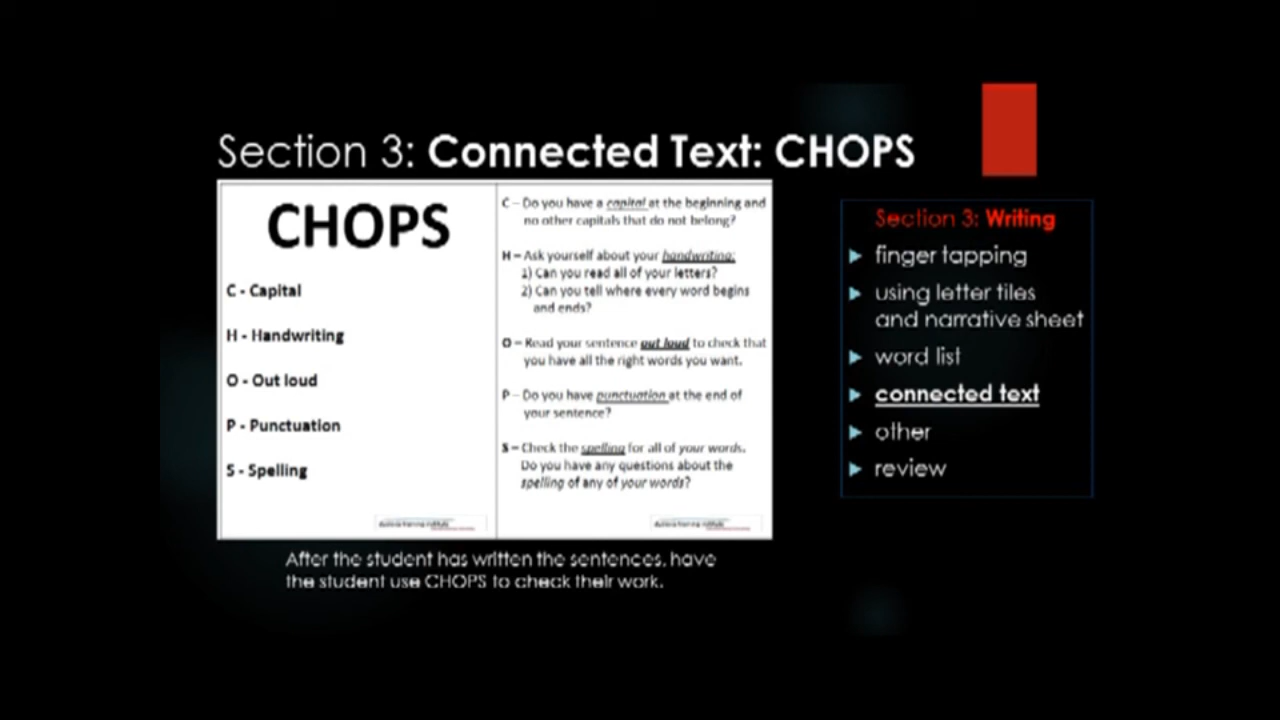 Section 3: Connected Text: CHOPS
CHOPS
C - Capital
H - Handwriting
O - Out loud
P - Punctuation
S - Spelling
C – Do you have a capital at the beginning and
no other capitals that do not belong?
H – Ask yourself about your handwriting:
1) Can you read all of your letters?
2) Can you tell where every word begins
and ends?
O – Read your sentence out loud to check that
you have all the right words you want.
P – Do you have punctuation at the end of
your sentence?
S – Check the spelling for all of your words.
Do you have any questions about the
spelling of any of your words?
After the student has written the sentences, have
the student use CHOPS to check their work.
Section 3: Writing
finger tapping
using letter tiles
and narrative sheet
word list
connected text
other
review